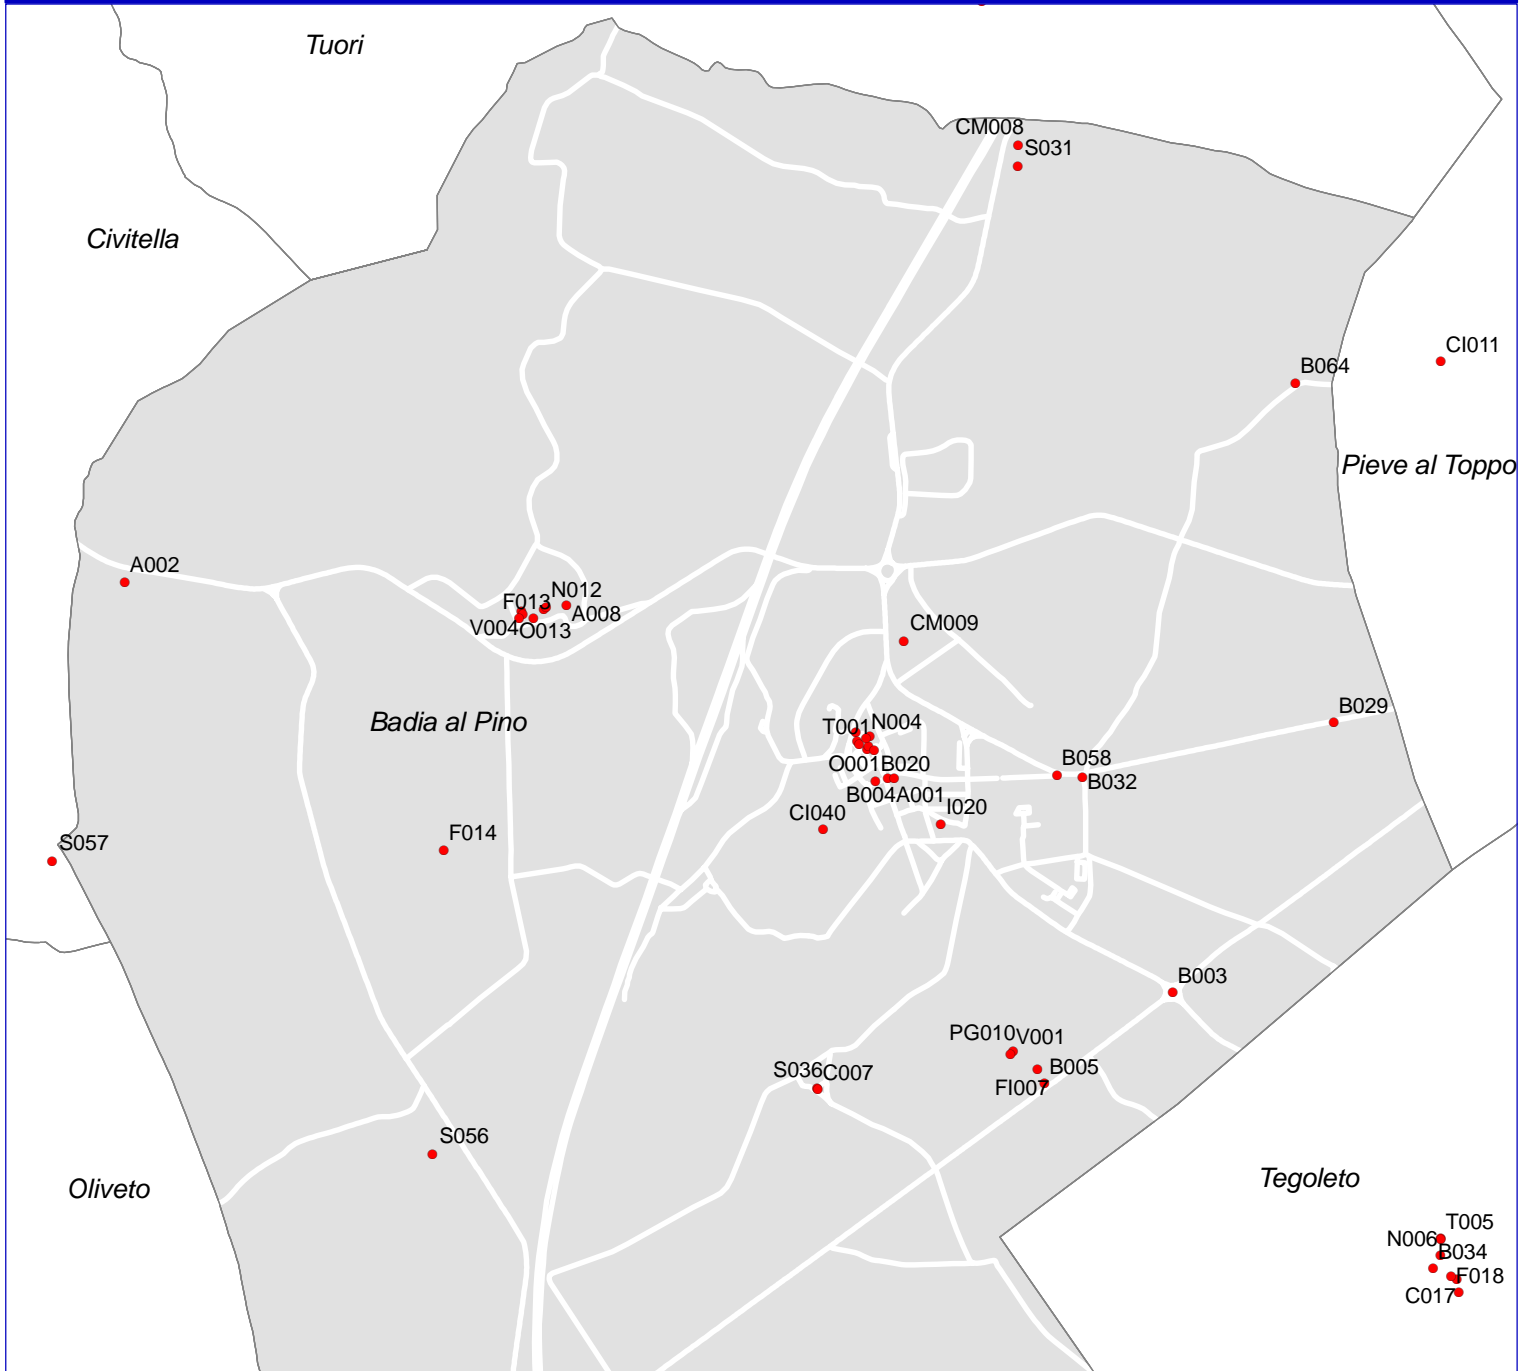 Tuori
CM008
S031
Civitella
CI011
B064
Pieve al Toppo
A002
N012
F013
A008
V004
O013
CM009
B029
Badia al Pino
T001
N004
O001
B020
B058
B032
B004
A001
I020
CI040
F014
S057
B003
PG010
V001
S036
C007
B005
FI007
S056
Oliveto
Tegoleto
T005
N006
B034
F018
C017